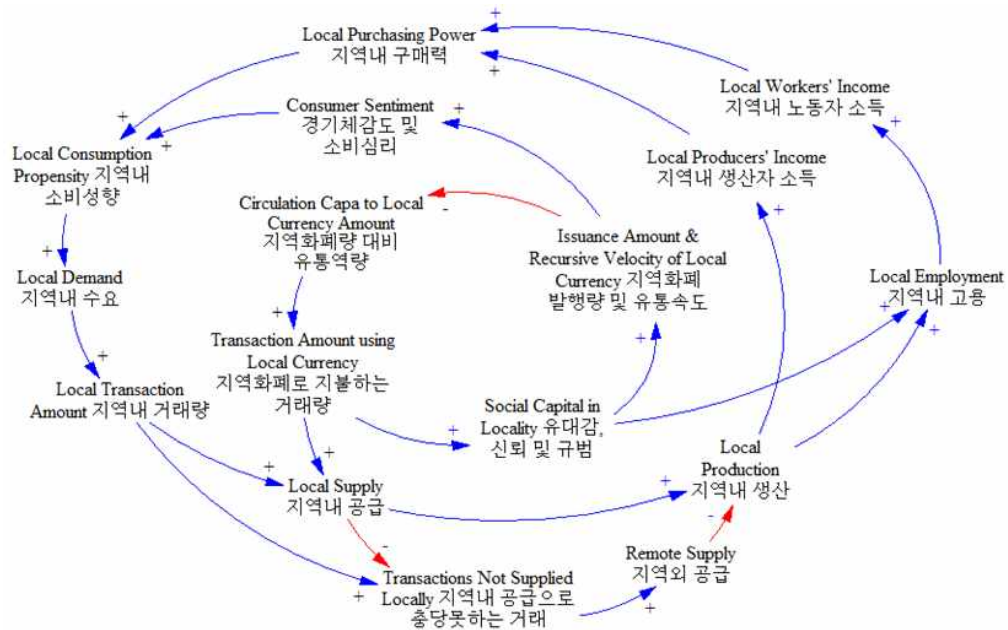 Local Purchasing Power
지역내 구매력
+
+
+
Local Workers' Income
지역내 노동자 소득
+
Consumer Sentiment
경기체감도 및
소비심리
+
+
+
Local Consumption
Propensity 지역내
소비성향
Local Producers' Income
지역내 생산자 소득
+
Circulation Capa to Local
Currency Amount
지역화폐량 대비
유통역량
-
Issuance Amount &
Recursive Velocity of Local
Currency 지역화폐
발행량 및 유통속도
+
+
Local Demand
지역내 수요
Local Employment
지역내 고용
+
+
+
Transaction Amount using
Local Currency
지역화폐로 지불하는
거래량
+
Local Transaction
Amount 지역내 거래량
Social Capital in
Locality 유대감,
신뢰 및 규범
+
Local
Production
지역내 생산
+
+
+
Local Supply
지역내 공급
-
-
Remote Supply
지역외 공급
+
Transactions Not Supplied
Locally 지역내 공급으로
충당못하는 거래
+
+